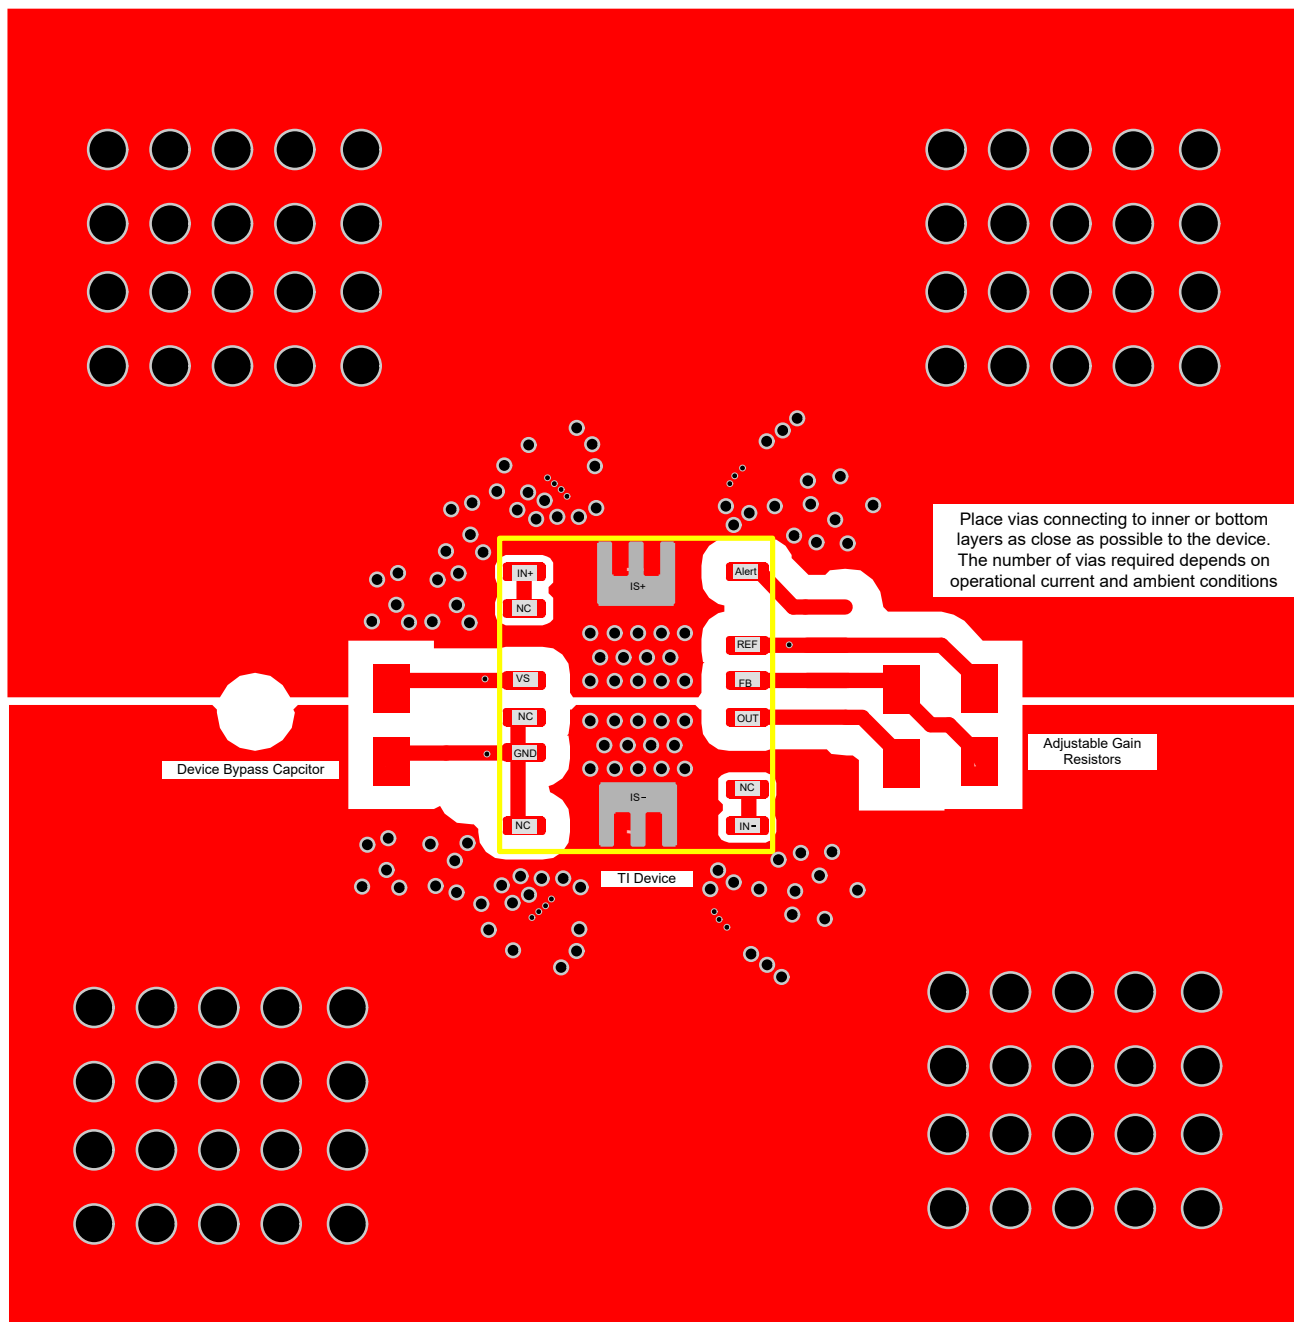 Place vias connecting to inner or bottom
layers as close as possible to the device.
The number of vias required depends on
operational current and ambient conditions
IN+
IS+
Alert
NC
REF
VS
FB
NC
OUT
GND
Adjustable Gain
Resistors
Device Bypass Capcitor
NC
IS−
NC
IN−
TI Device